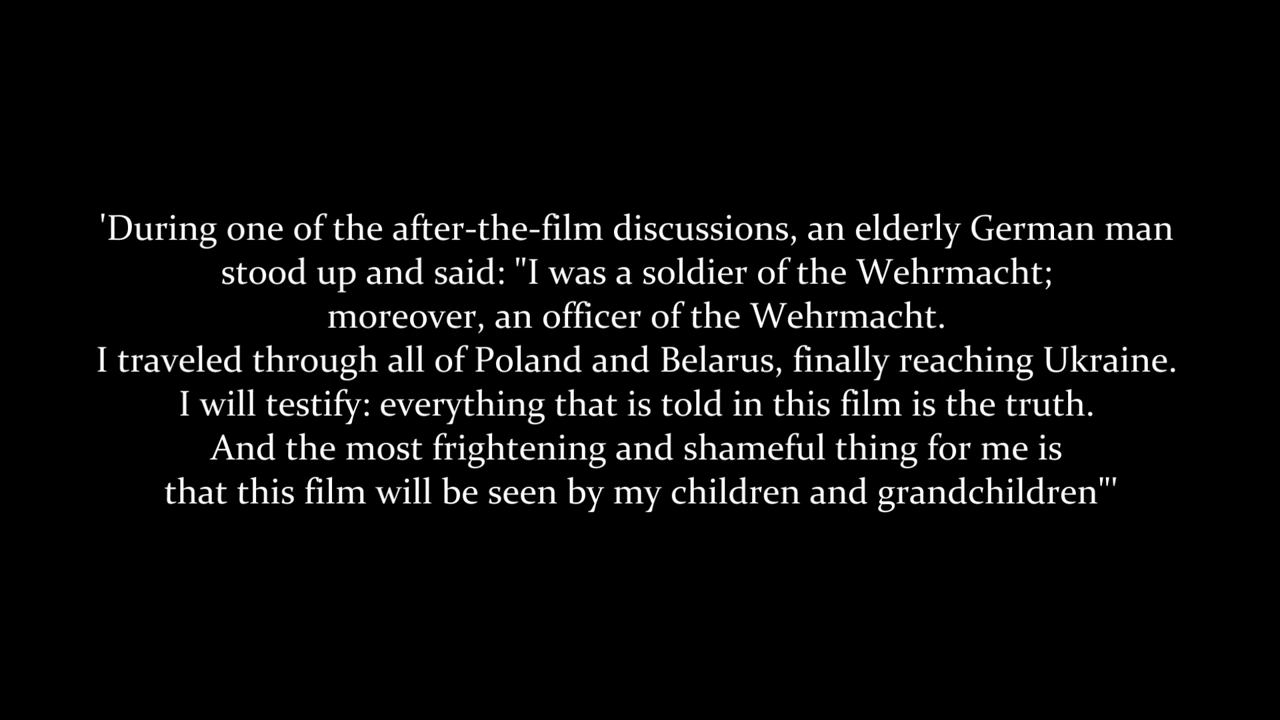 'During one of the after-the-film discussions, an elderly German man
stood up and said: "I was a soldier of the Wehrmacht;
moreover, an officer of the Wehrmacht.
I traveled through all of Poland and Belarus, finally reaching Ukraine.
I will testify: everything that is told in this film is the truth.
And the most frightening and shameful thing for me is
that this film will be seen by my children and grandchildren"'